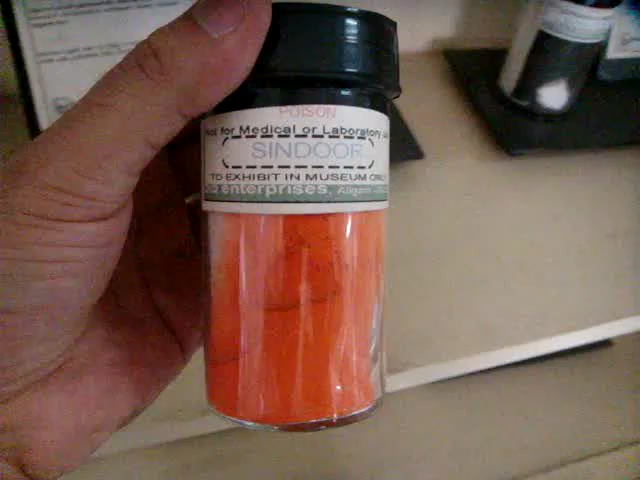 POISON
Not for Medical or Laboratory
SINDOOR
TO EXHIBIT IN MUSEUM ONLY
enterprises, Aligarh